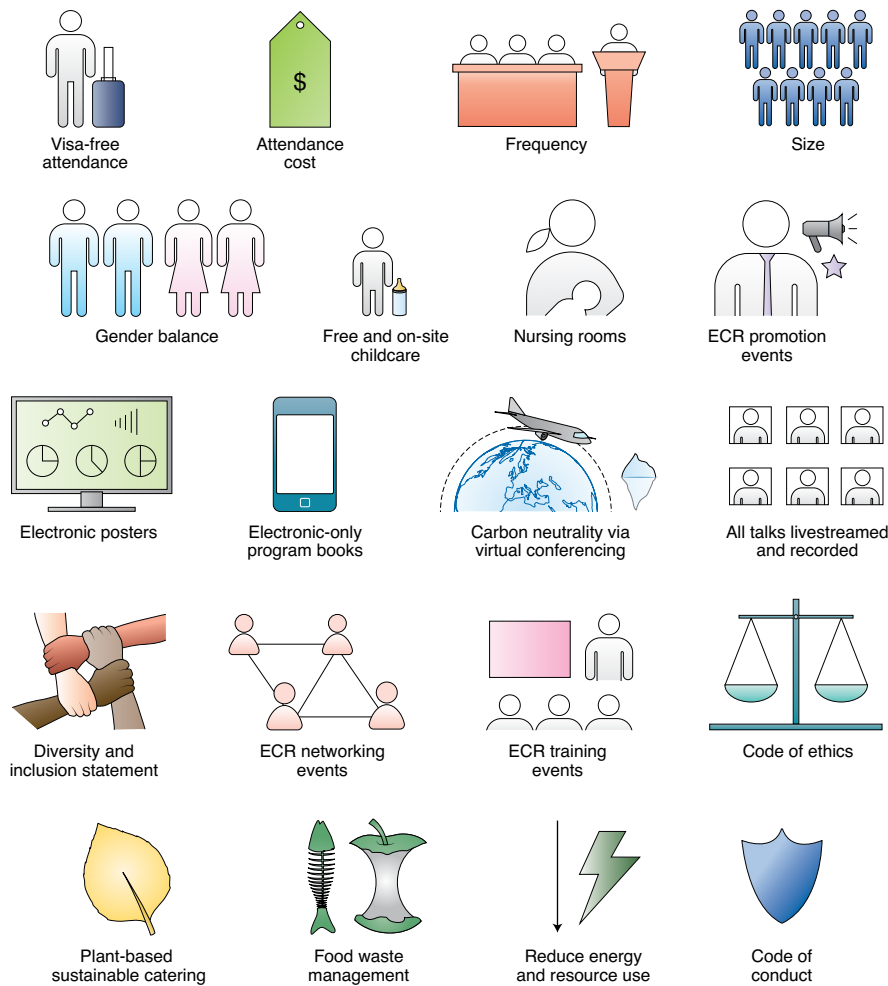 $
Visa-free
attendance
Attendance
cost
Frequency
Size
Gender balance
Free and on-site
childcare
Nursing rooms
ECR promotion
events
Electronic posters
Electronic-only
program books
Carbon neutrality via
virtual conferencing
All talks livestreamed
and recorded
Diversity and
inclusion statement
ECR networking
events
ECR training
events
Code of ethics
Plant-based
sustainable catering
Food waste
management
Reduce energy
and resource use
Code of
conduct